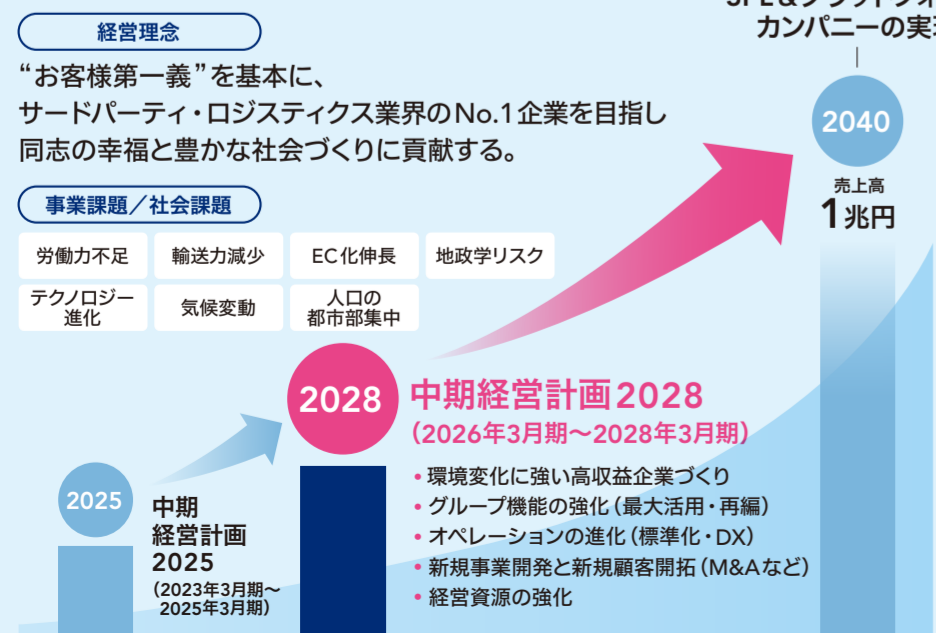 カンパニーの実現
経営理念
“お客様第一義”を基本に、
サードパーティ・ロジスティクス業界のNo.1企業を目指し
同志の幸福と豊かな社会づくりに貢献する。
2040
売上高
1兆円
事業課題／社会課題
労働力不足
輸送力減少
EC化伸長
地政学リスク
テクノロジー
進化
気候変動
人口の
都市部集中
2028
中期経営計画2028
（2026年3月期～2028年3月期）
・環境変化に強い高収益企業づくり
・グループ機能の強化（最大活用・再編）
・オペレーションの進化（標準化・DX）
・新規事業開発と新規顧客開拓（M&Aなど）
・経営資源の強化
2025
中期
経営計画
2025
（2023年3月期～
2025年3月期）